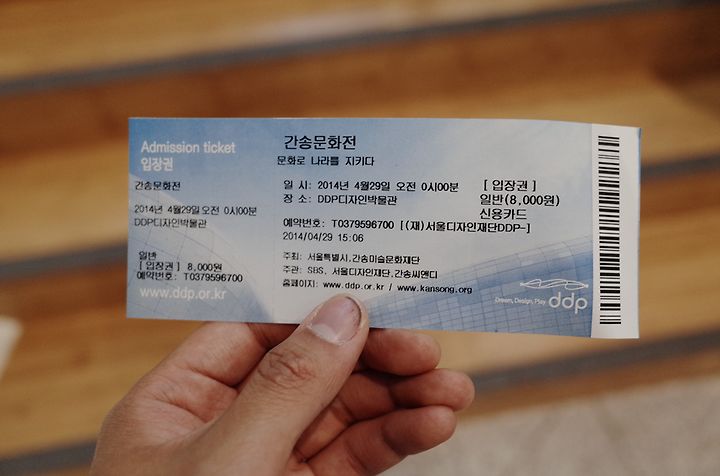 Admission ticket
입장권
간송문화전
2014년 4월29일 오전 0시00분
DDP디자인박물관
일반
[ 입장권 ] 8,000원
예약번호: T0379596700
www.ddp.or.kr
간송문화전
문화로 나라를 지키다
일 시: 2014년 4월29일 오전 0시00분
장 소: DDP디자인박물관
[ 입장권 ]
일반(8,000원)
신용카드
예약번호: T0379596700 [(재)서울디자인재단DDP-]
2014/04/29 15:06
주최: 서울특별시,간송미술문화재단
주관: SBS, 서울디자인재단,간송씨앤디
홈페이지: www.ddp.or.kr / www.kansong.org
Dream, Design, Play ddp